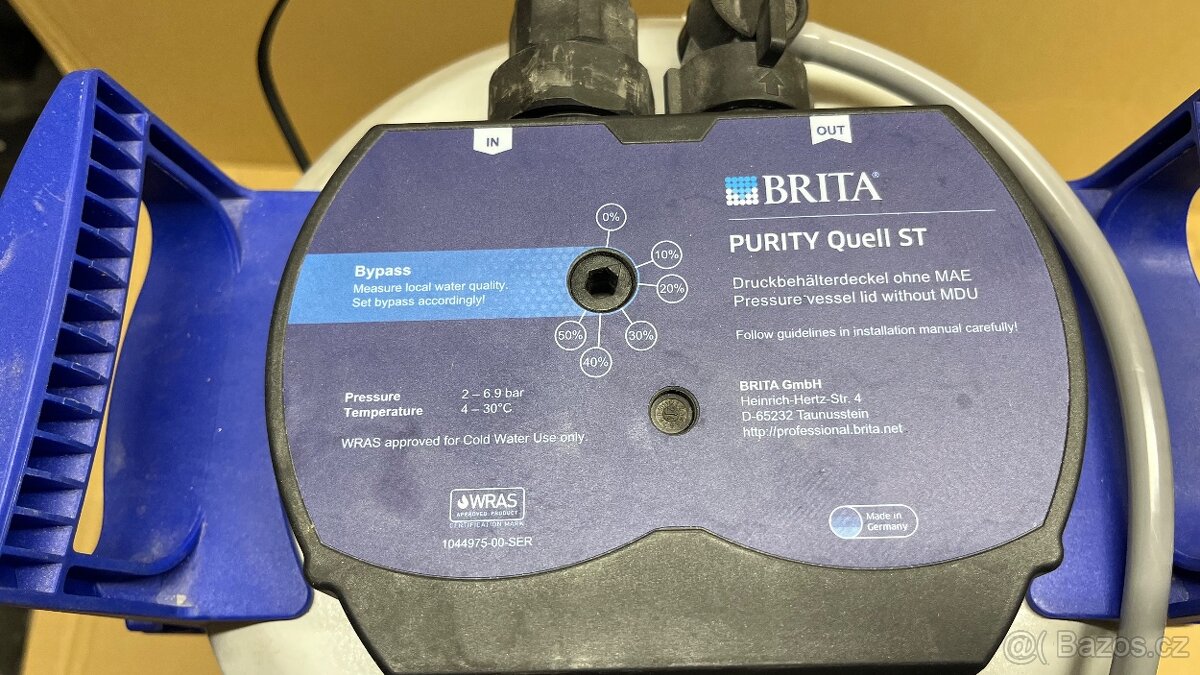 IN
OUT
BRITA®
PURITY Quell ST
Druckbehälterdeckel ohne MAE
Pressure vessel lid without MDU
Follow guidelines in installation manual carefully!
0%
10%
20%
30%
40%
50%
Bypass
Measure local water quality.
Set bypass accordingly!
Pressure 2 – 6.9 bar
Temperature 4 – 30°C
WRAS approved for Cold Water Use only.
BRITA GmbH
Heinrich-Hertz-Str. 4
D-65232 Taunusstein
http://professional.brita.net
WRAS
APPROVED PRODUCT
CERTIFICATION MARK
1044975-00-SER
Made in
Germany
@( Bazos.cz